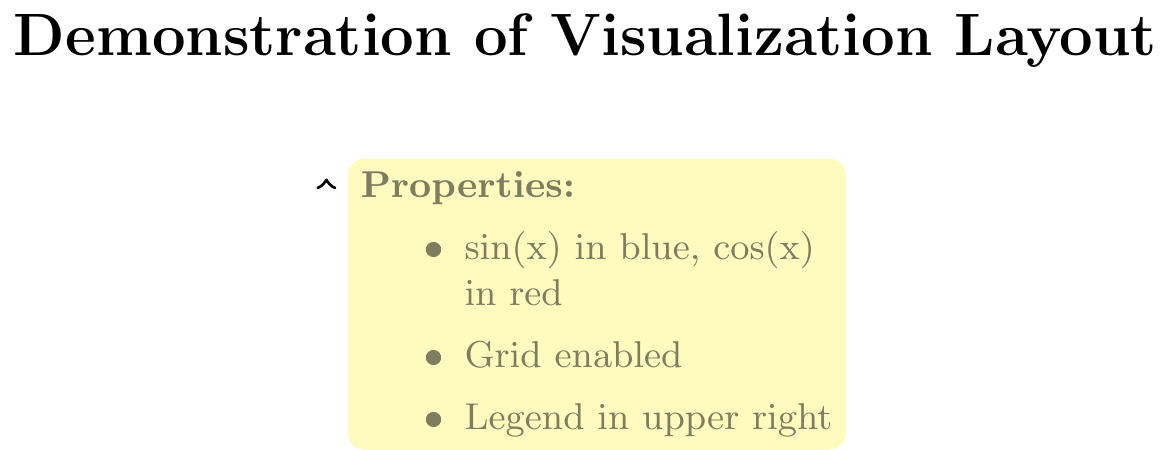 Demonstration of Visualization Layout
Properties:
• sin(x) in blue, cos(x)
in red
• Grid enabled
• Legend in upper right